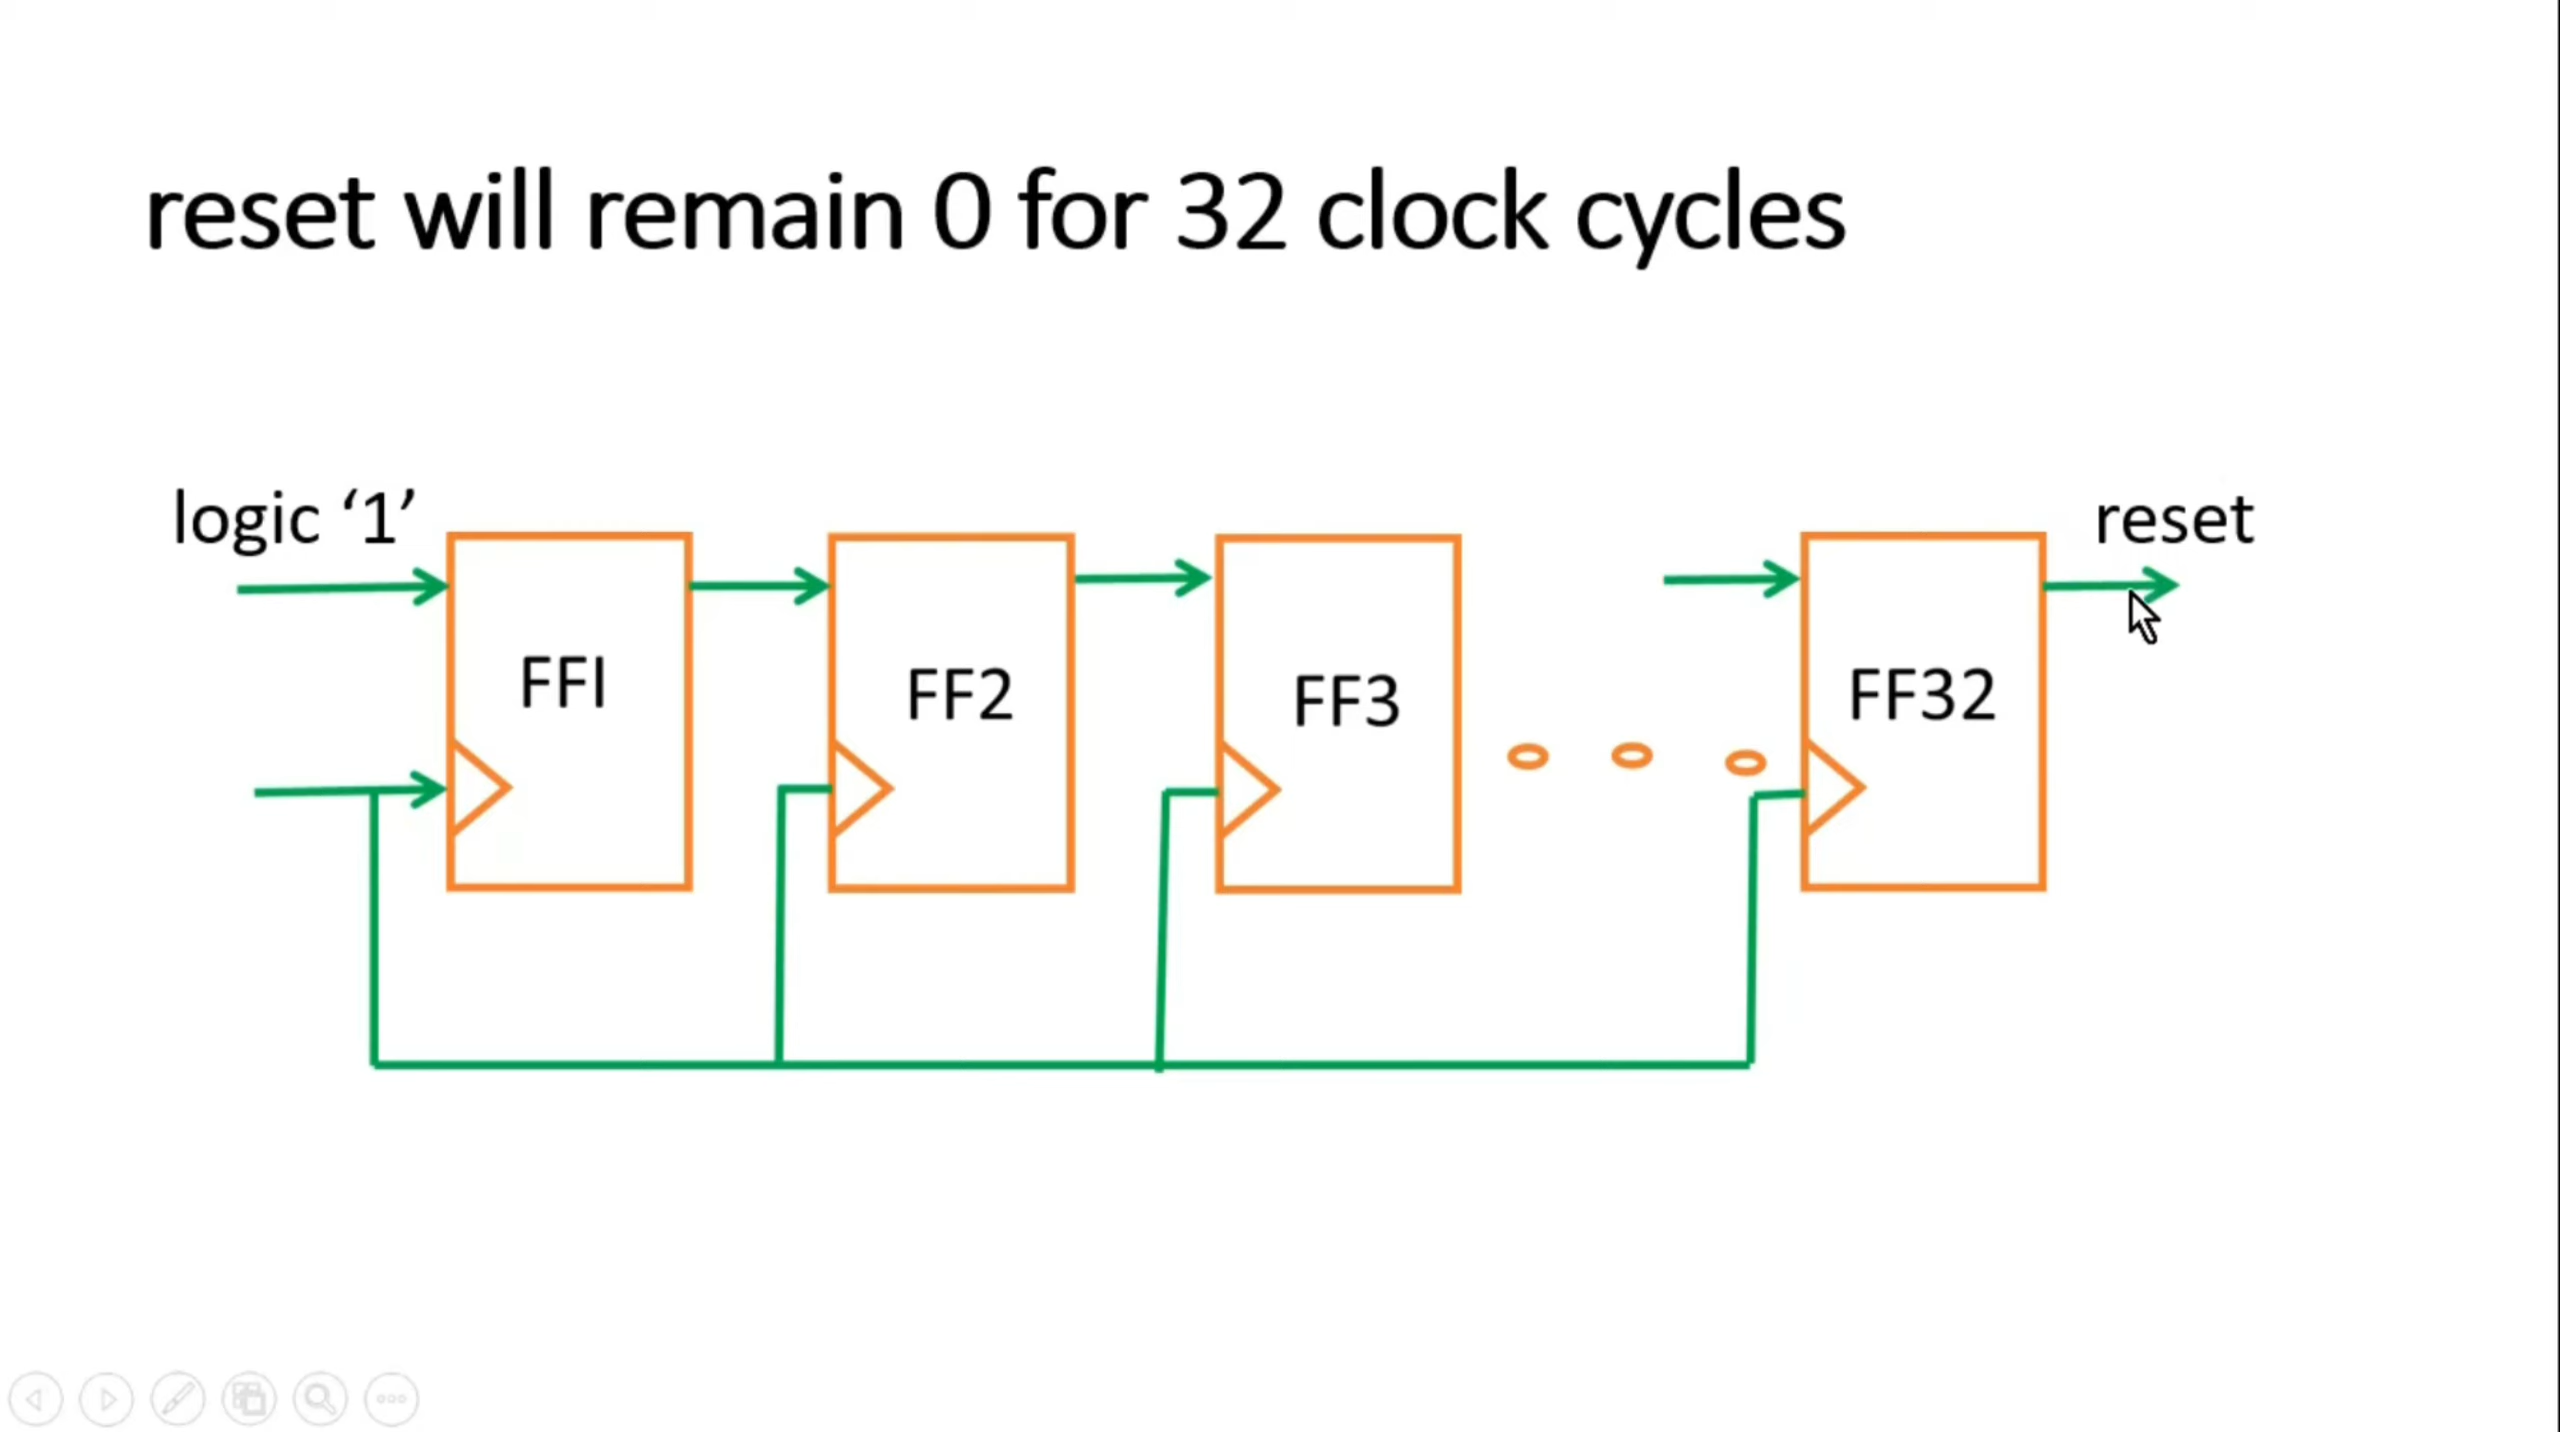 reset will remain 0 for 32 clock cycles
logic ‘1’
reset
FFI
FF2
FF3
FF32